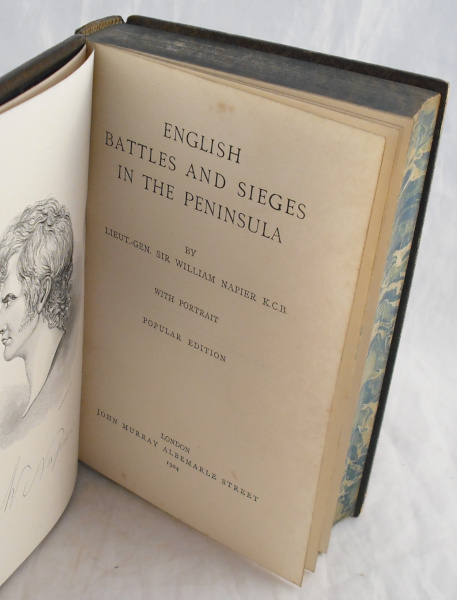 ENGLISH
BATTLES AND SIEGES
IN THE PENINSULA
BY
LIEUT.-GEN. SIR WILLIAM NAPIER K.C.B.
WITH PORTRAIT
POPULAR EDITION
LONDON
JOHN MURRAY ALBEMARLE STREET
1904